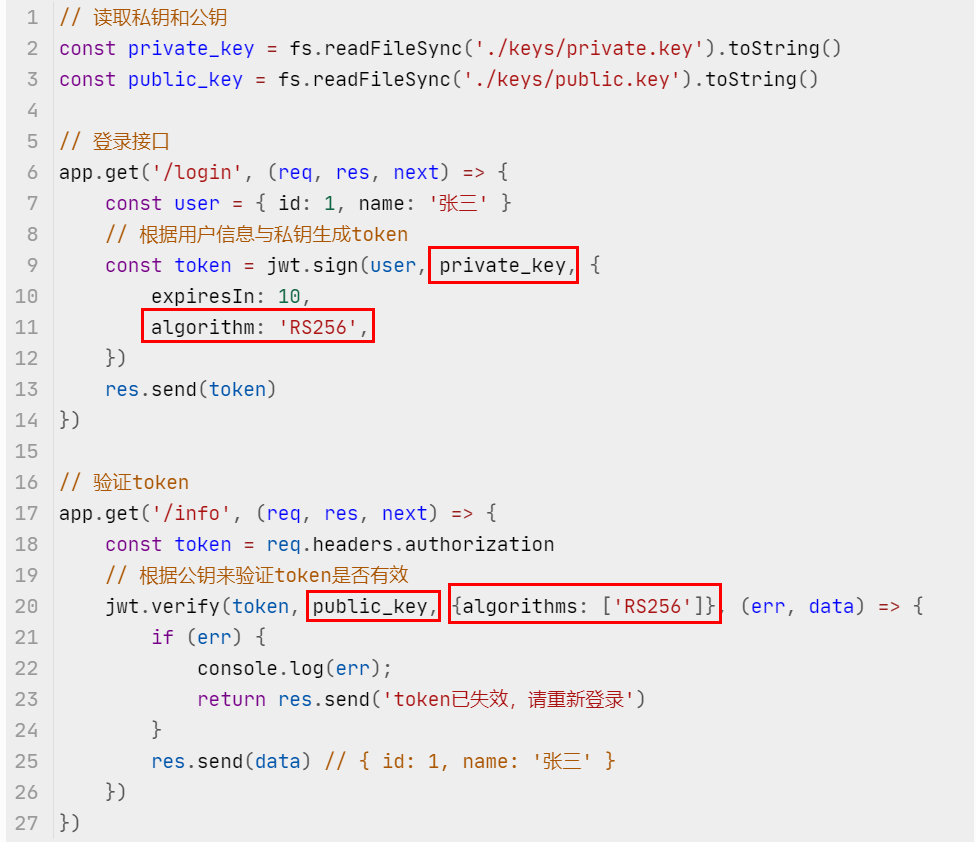 1 // 读取私钥和公钥
2 const private_key = fs.readFileSync('./keys/private.key').toString()
3 const public_key = fs.readFileSync('./keys/public.key').toString()
4
5 // 登录接口
6 app.get('/login', (req, res, next) => {
7     const user = { id: 1, name: '张三' }
8     // 根据用户信息与私钥生成token
9     const token = jwt.sign(user, private_key, {
10         expiresIn: 10,
11         algorithm: 'RS256',
12     })
13     res.send(token)
14 })
15
16 // 验证token
17 app.get('/info', (req, res, next) => {
18     const token = req.headers.authorization
19     // 根据公钥来验证token是否有效
20     jwt.verify(token, public_key, {algorithms: ['RS256']}, (err, data) => {
21         if (err) {
22             console.log(err);
23             return res.send('token已失效，请重新登录')
24         }
25         res.send(data) // { id: 1, name: '张三' }
26     })
27 })